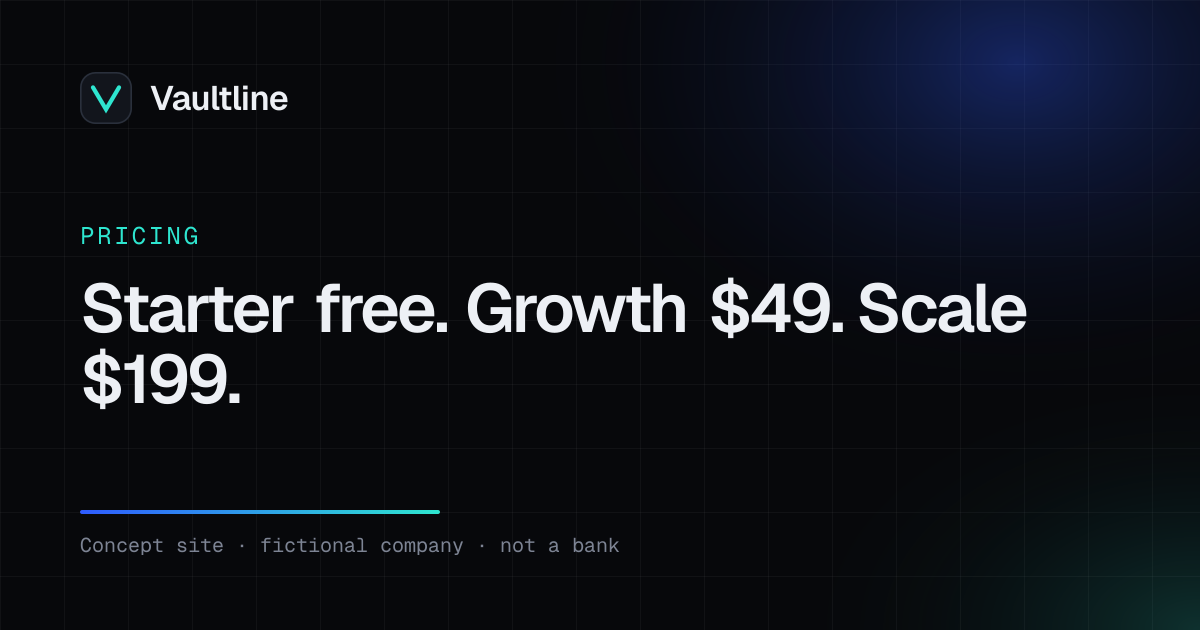 Vaultline
PRICING
Starter free. Growth $49. Scale
$199.
Concept site · fictional company · not a bank